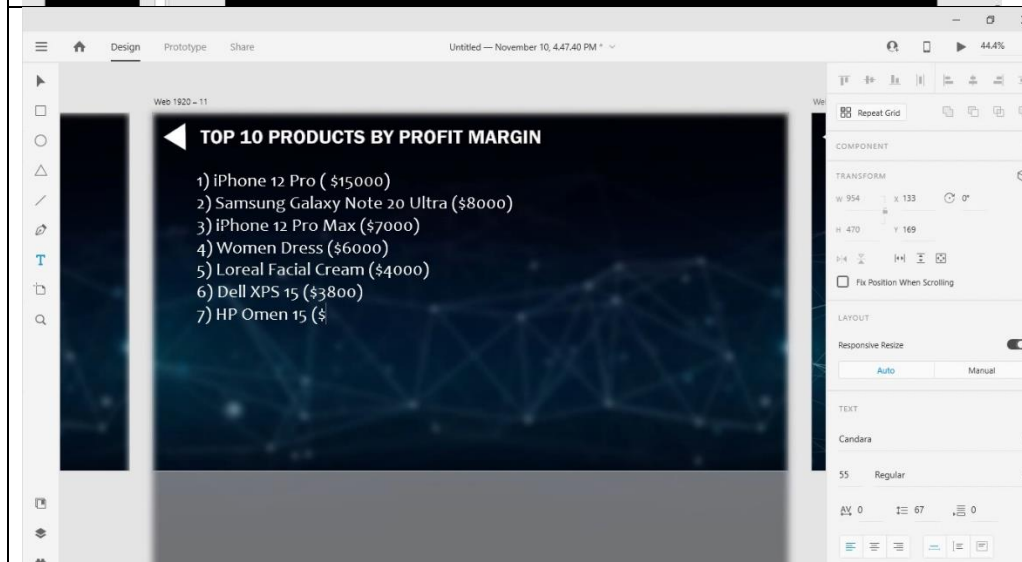 Design Prototype Share Untitled — November 10, 4.47.40 PM * 44.4%
Web 1920 – 11
We
TOP 10 PRODUCTS BY PROFIT MARGIN
1) iPhone 12 Pro ( $15000)
2) Samsung Galaxy Note 20 Ultra ($8000)
3) iPhone 12 Pro Max ($7000)
4) Women Dress ($6000)
5) Loreal Facial Cream ($4000)
6) Dell XPS 15 ($3800)
7) HP Omen 15 ($
T
Repeat Grid
COMPONENT
TRANSFORM
W 954 X 133 0°
H 470 Y 169
Fix Position When Scrolling
LAYOUT
Responsive Resize
Auto Manual
TEXT
Candara
55 Regular
AV 0 67 0